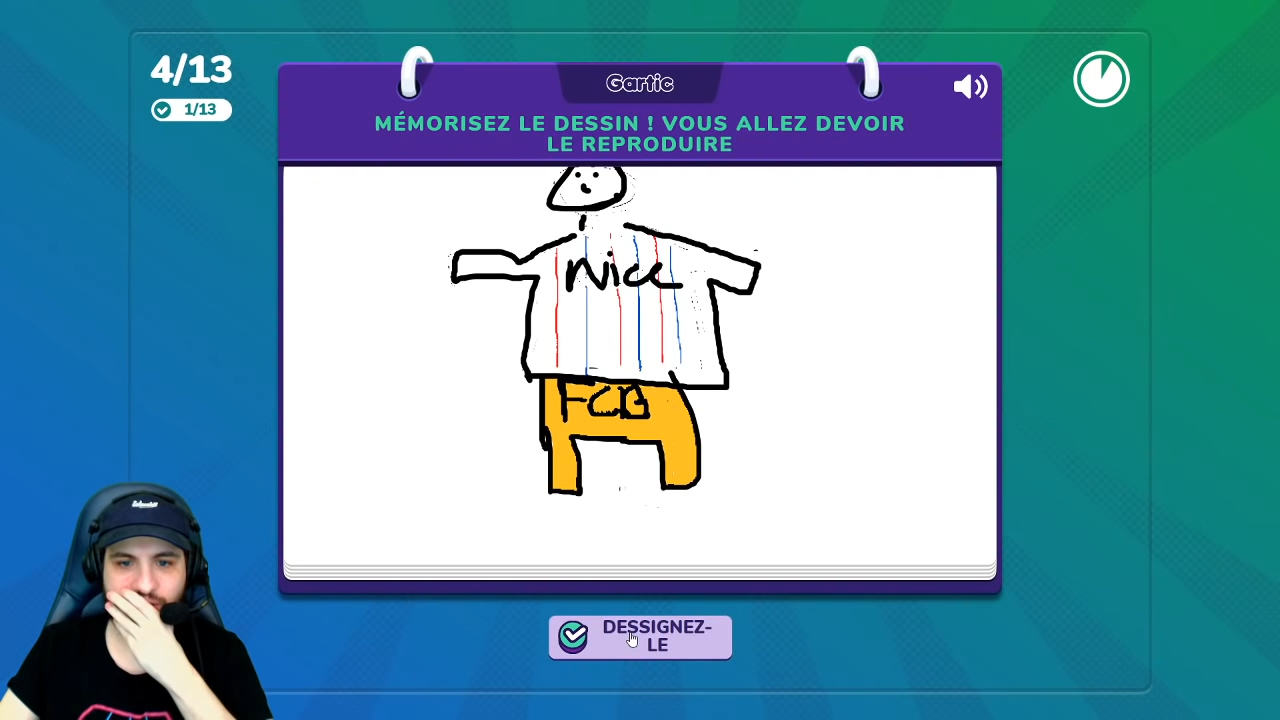 4/13
1/13
Gartic
MÉMORISEZ LE DESSIN ! VOUS ALLEZ DEVOIR
LE REPRODUIRE
Nice
FCB
DESSIGNEZ-
LE